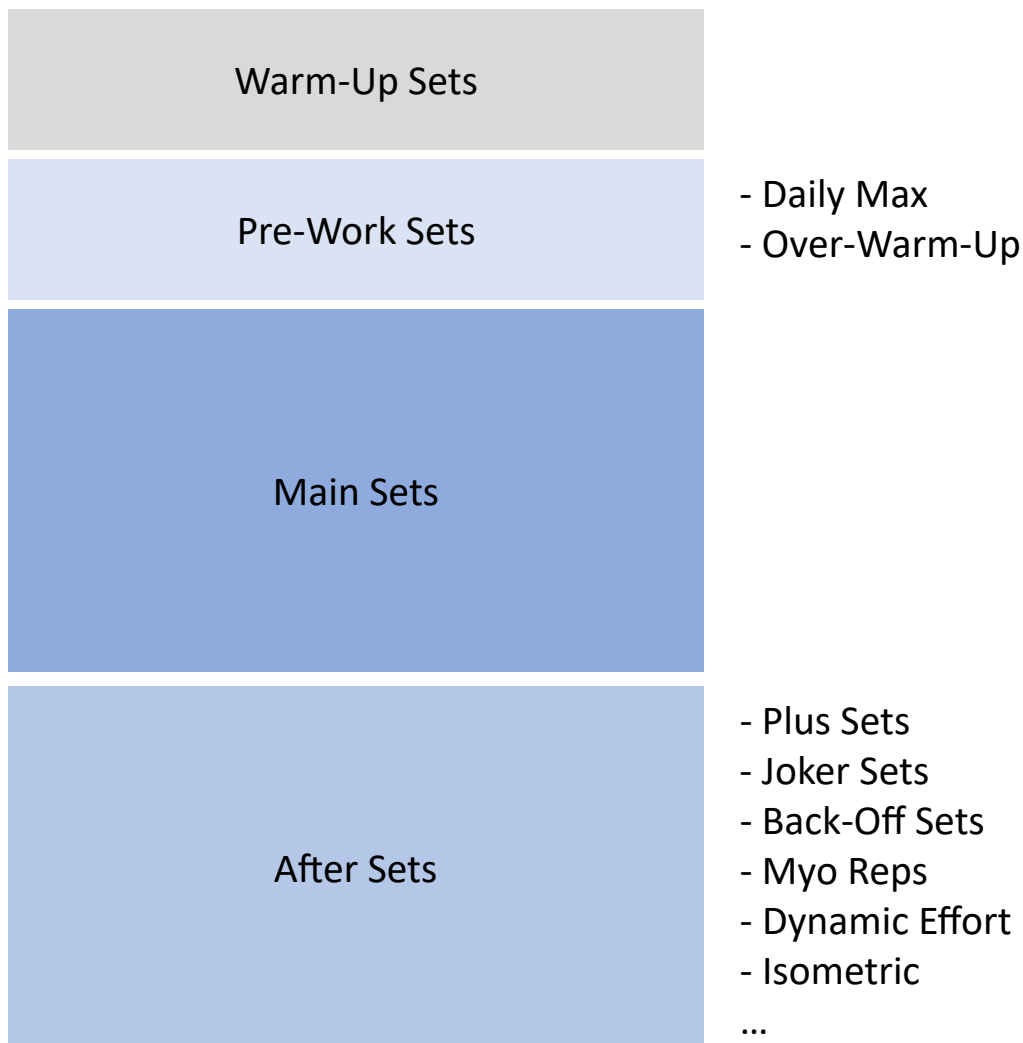 Warm-Up Sets
Pre-Work Sets
- Daily Max
- Over-Warm-Up
Main Sets
After Sets
- Plus Sets
- Joker Sets
- Back-Off Sets
- Myo Reps
- Dynamic Effort
- Isometric
...